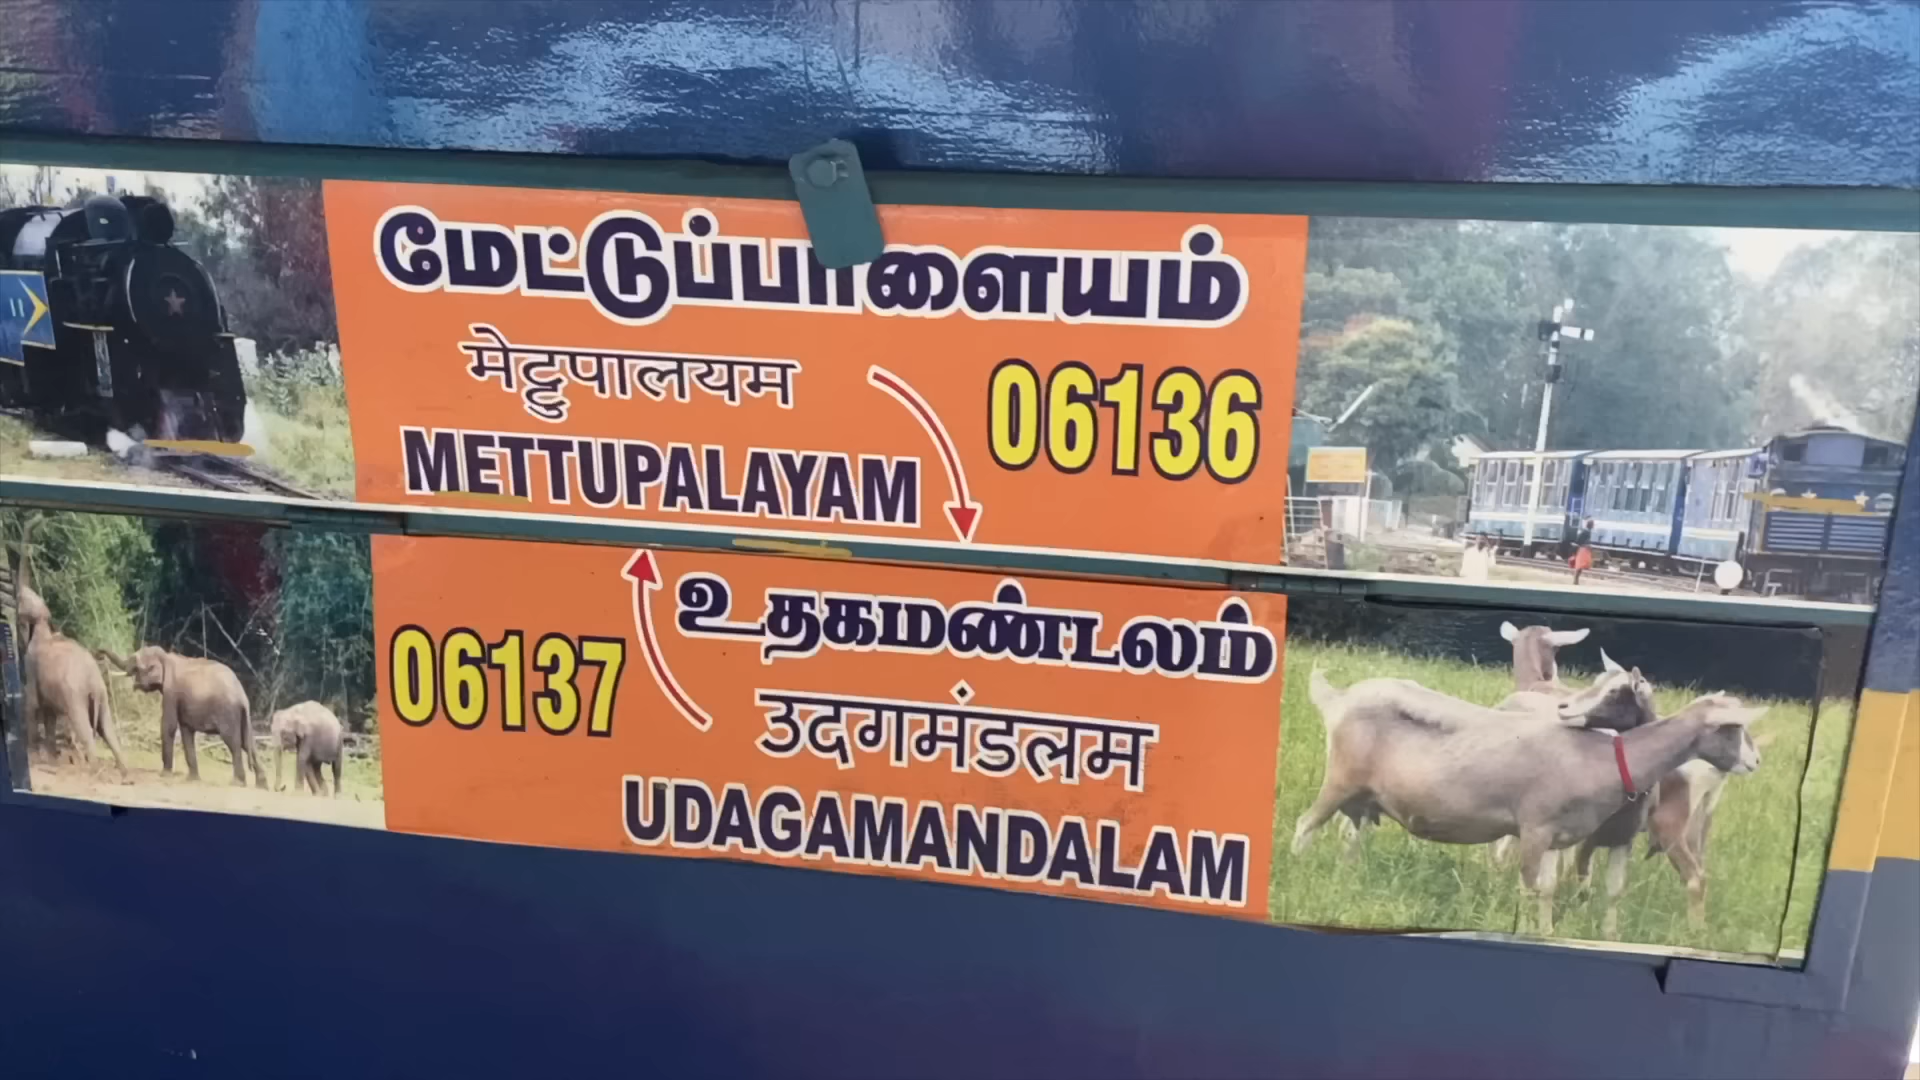 மேட்டுப்பாளையம்
मेट्टुपालयम
06136
METTUPALAYAM
உதகமண்டலம்
06137
उदगमंडलम
UDAGAMANDALAM